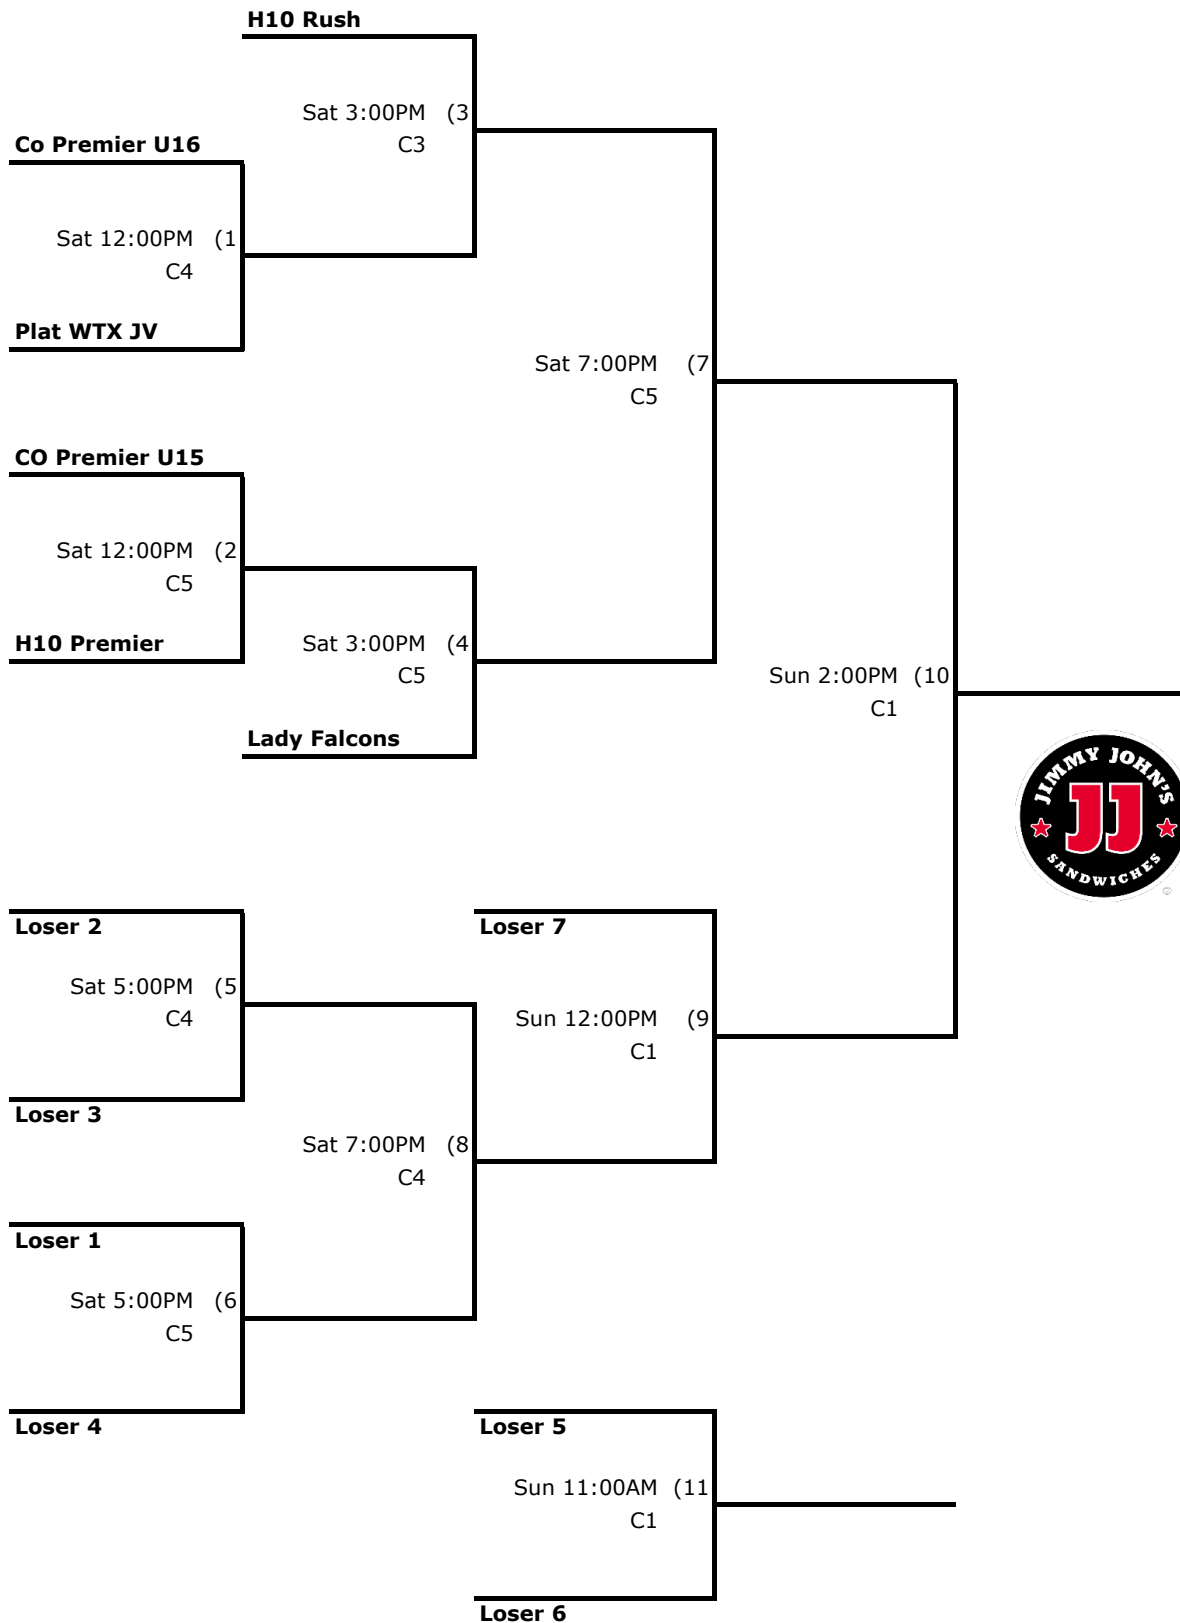 H10 Rush
Sat 3:00PM (3
C3
Co Premier U16
Sat 12:00PM (1
C4
Plat WTX JV
Sat 7:00PM (7
C5
CO Premier U15
Sat 12:00PM (2
C5
H10 Premier
Sat 3:00PM (4
C5
Sun 2:00PM (10
C1
Lady Falcons
JIMMY JOHN'S
JJ
SANDWICHES
®
Loser 2
Loser 7
Sat 5:00PM (5
C4
Sun 12:00PM (9
C1
Loser 3
Sat 7:00PM (8
C4
Loser 1
Sat 5:00PM (6
C5
Loser 4
Loser 5
Sun 11:00AM (11
C1
Loser 6